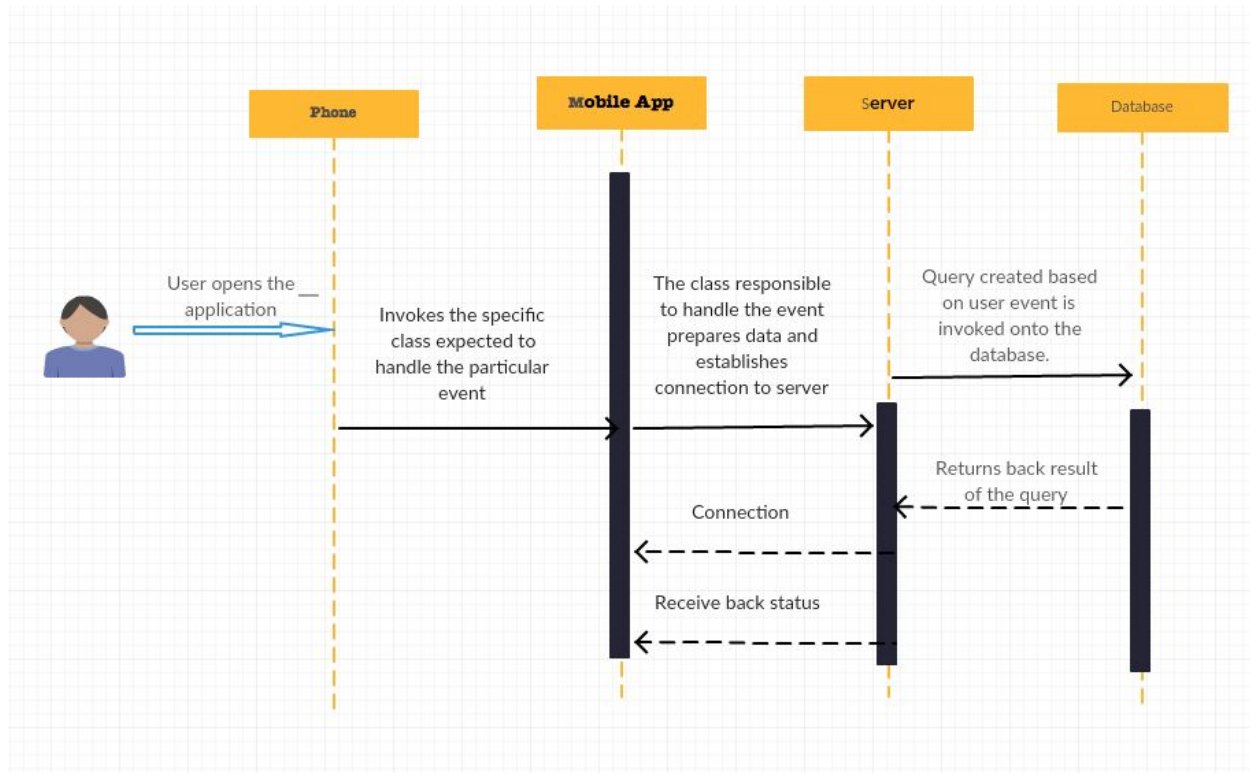 Phone
Mobile App
Server
Database
User opens the __
application
Invokes the specific
class expected to
handle the particular
event
The class responsible
to handle the event
prepares data and
establishes
connection to server
Query created based
on user event is
invoked onto the
database.
Returns back result
of the query
Connection
Receive back status